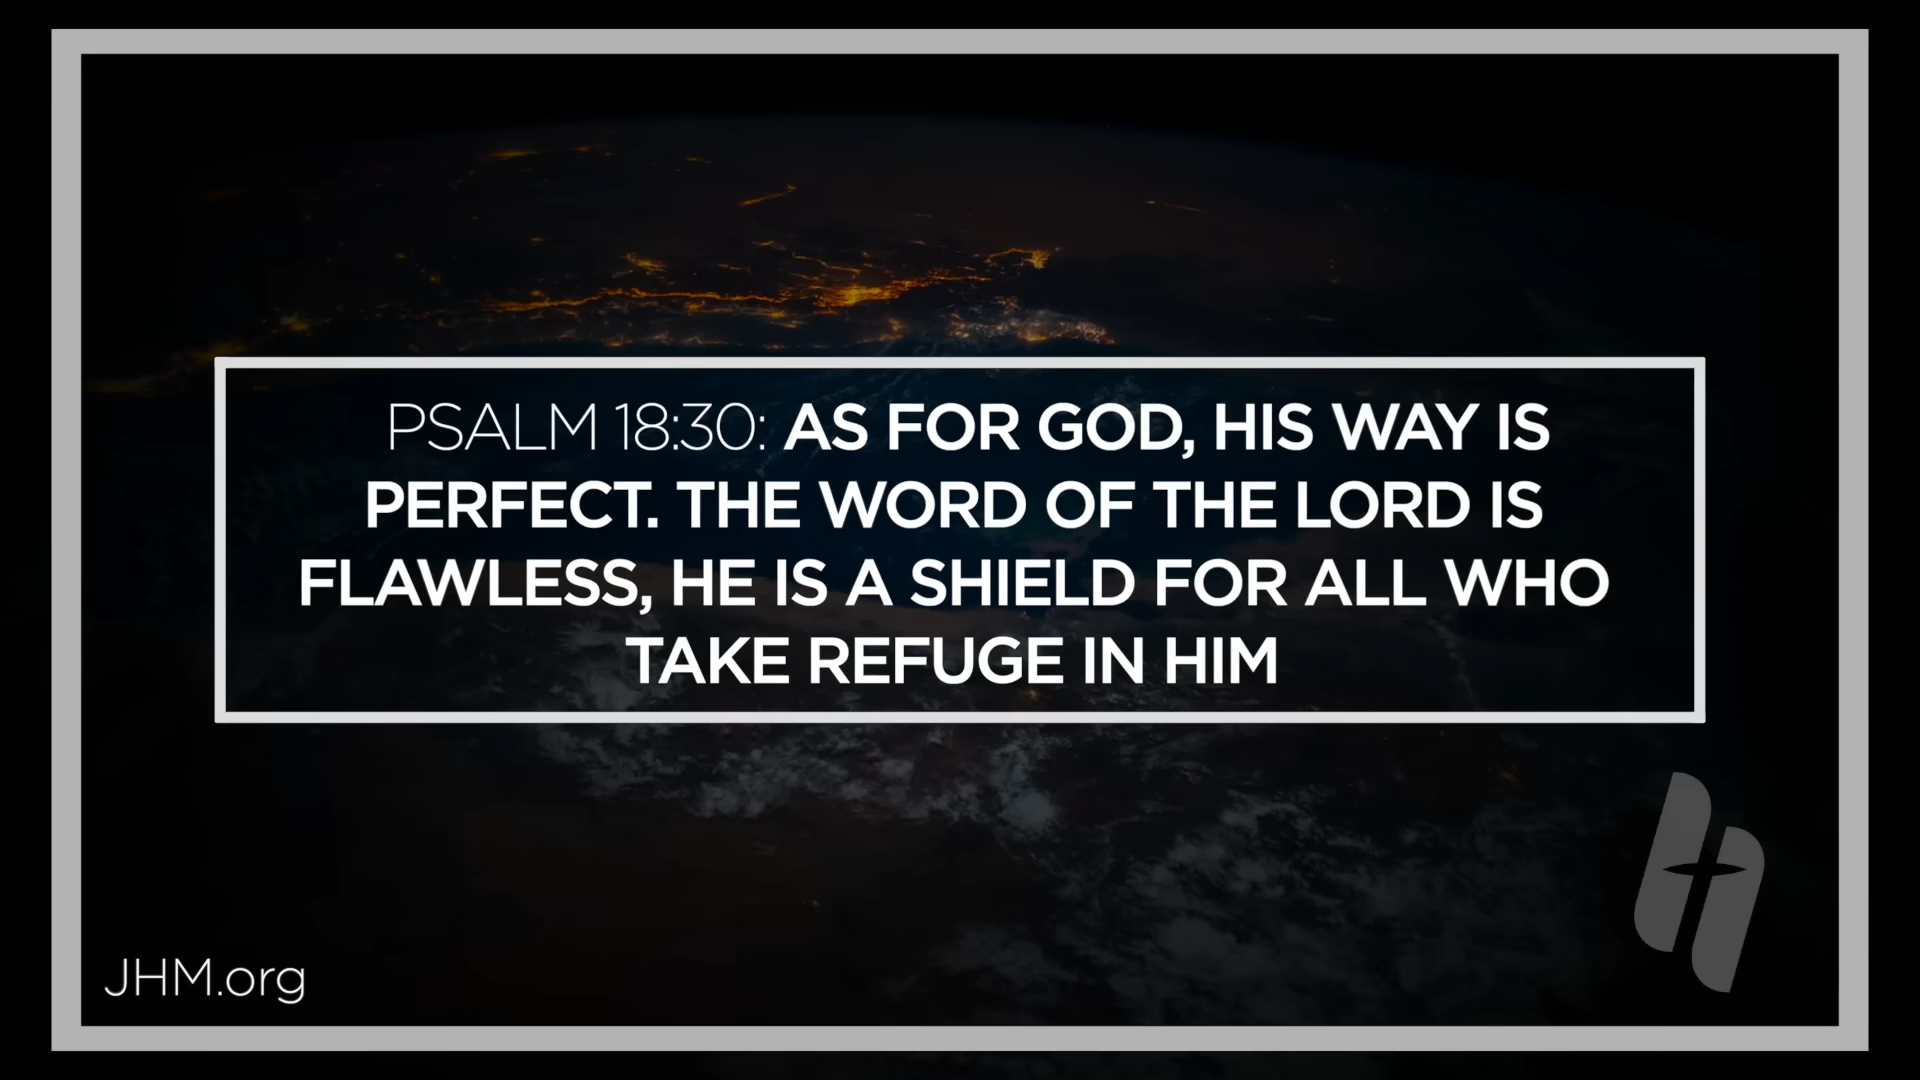 PSALM 18:30: AS FOR GOD, HIS WAY IS
PERFECT. THE WORD OF THE LORD IS
FLAWLESS, HE IS A SHIELD FOR ALL WHO
TAKE REFUGE IN HIM
JHM.org